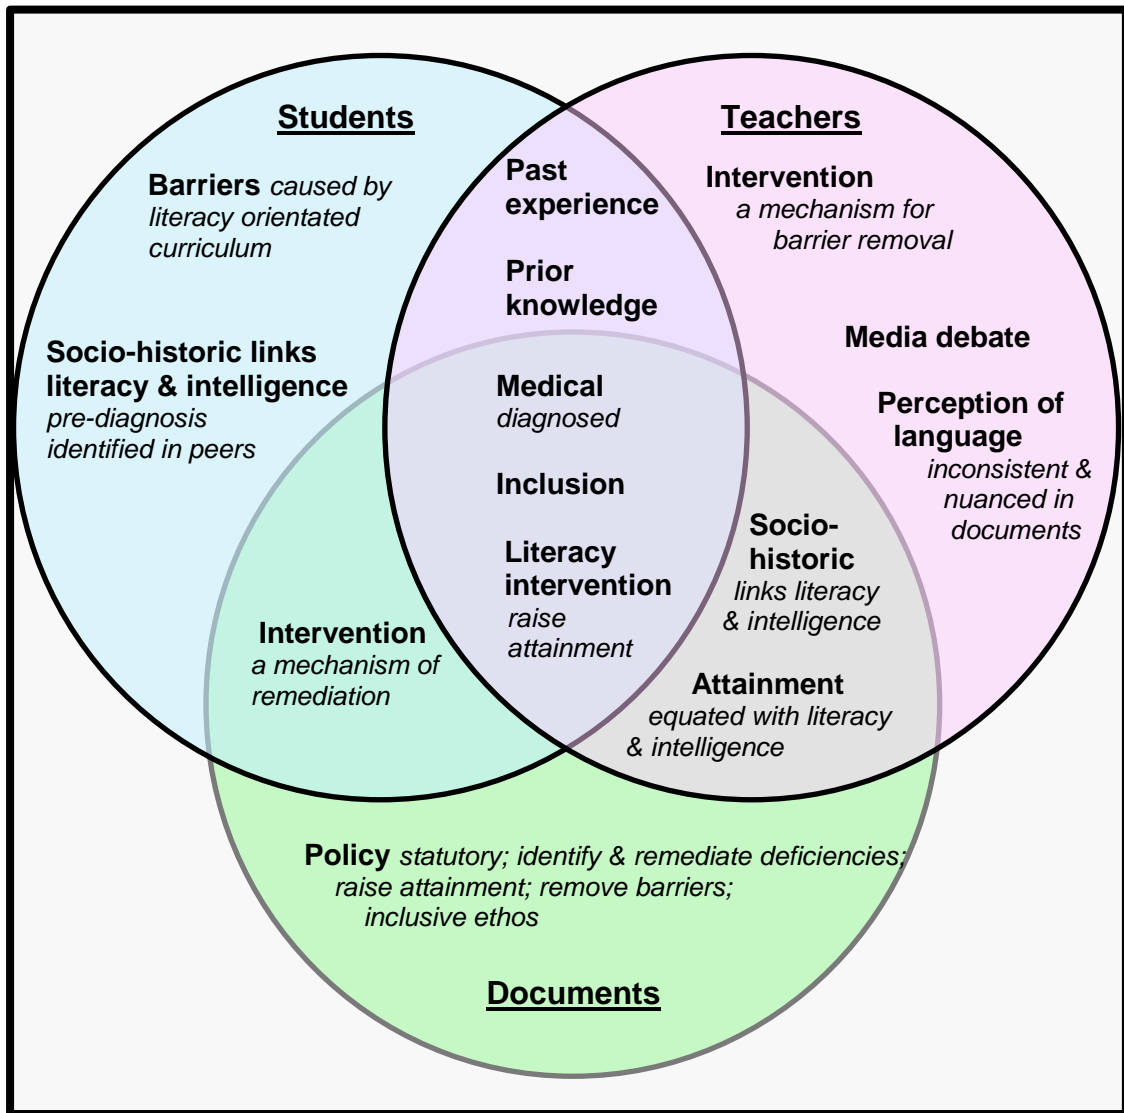 Students
Barriers caused by
literacy orientated
curriculum
Socio-historic links
literacy & intelligence
pre-diagnosis
identified in peers
Past
experience
Prior
knowledge
Teachers
Intervention
a mechanism for
barrier removal
Media debate
Perception of
language
inconsistent &
nuanced in
documents
Medical
diagnosed
Inclusion
Literacy
intervention
raise
attainment
Intervention
a mechanism of
remediation
Socio-
historic
links literacy
& intelligence
Attainment
equated with literacy
& intelligence
Policy statutory; identify & remediate deficiencies;
raise attainment; remove barriers;
inclusive ethos
Documents